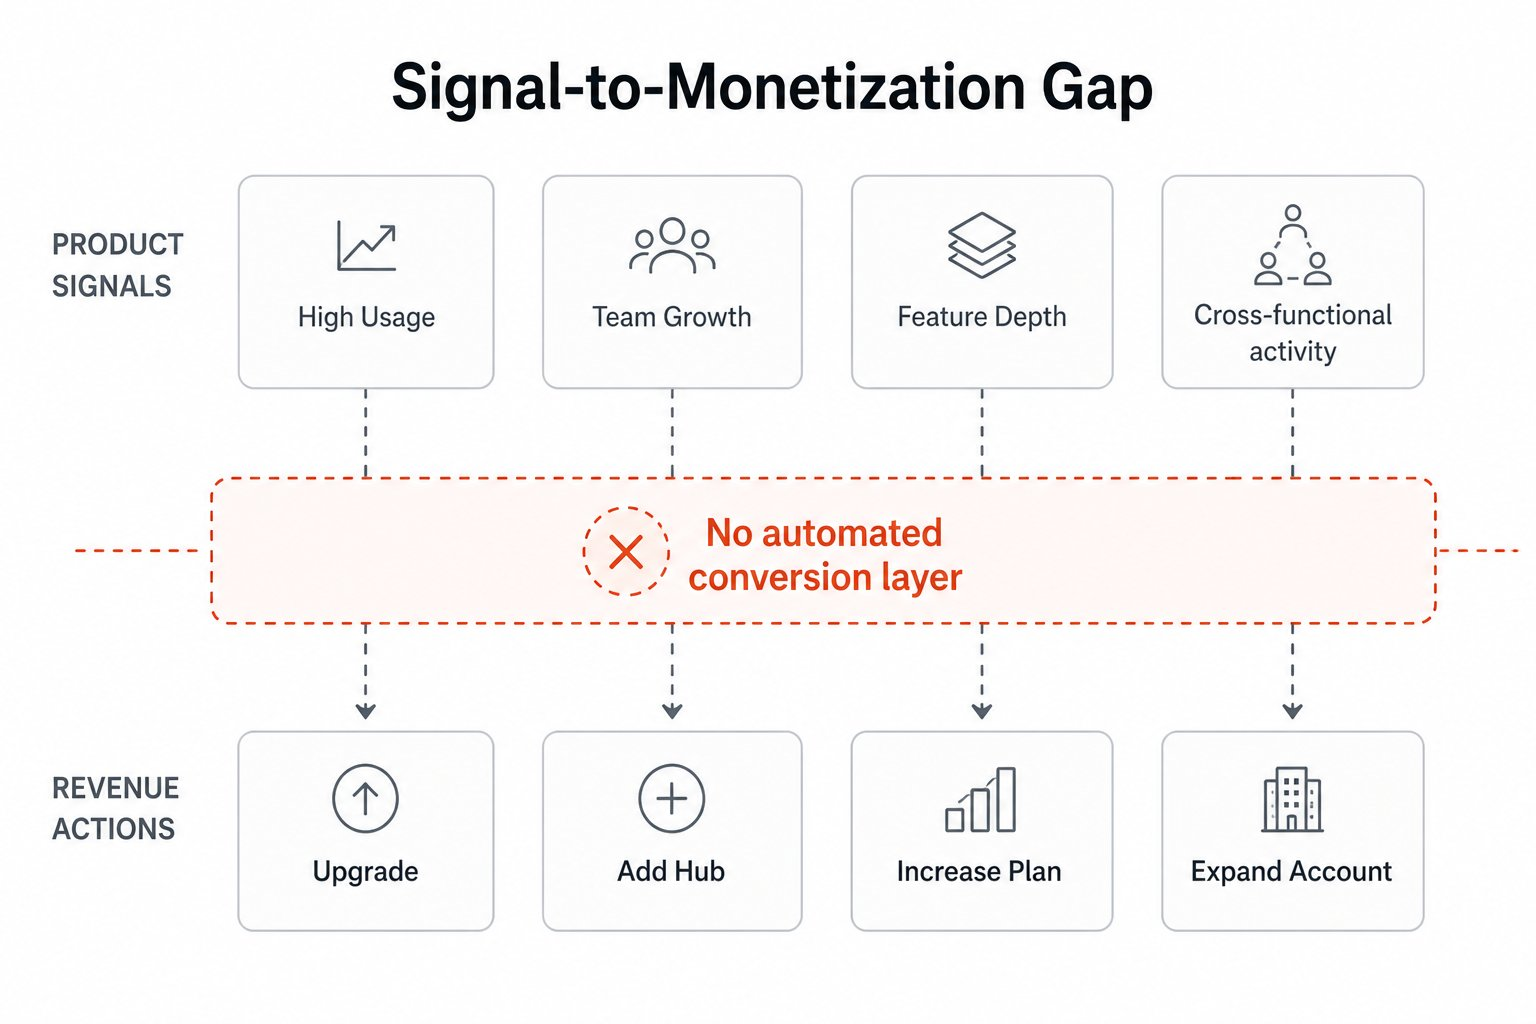 Signal-to-Monetization Gap
PRODUCT
SIGNALS
High Usage
Team Growth
Feature Depth
Cross-functional
activity
No automated
conversion layer
REVENUE
ACTIONS
Upgrade
Add Hub
Increase Plan
Expand Account